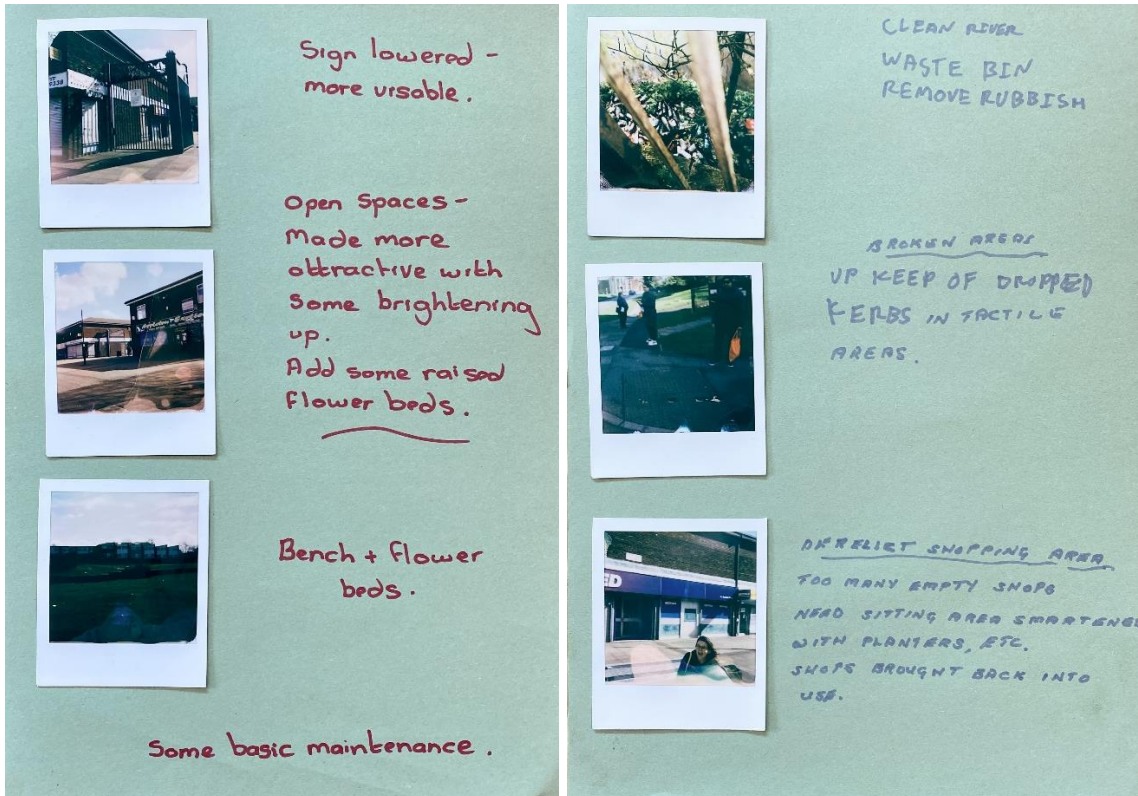 Sign lowered -
more visable.
Open Spaces -
Made more
attractive with
Some brightening
up.
Add some raised
flower beds.
Bench + flower
beds.
Some basic maintenance.
CLEAN RIVER
WASTE BIN
REMOVE RUBBISH
BROKEN AREAS
UP KEEP OF DROPPED
KERBS IN TACTILE
AREAS.
DERELICT SHOPPING AREA
TOO MANY EMPTY SHOPS
NEED SITTING AREA SMARTENE
WITH PLANTERS, ETC.
SHOPS BROUGHT BACK INTO
USE.